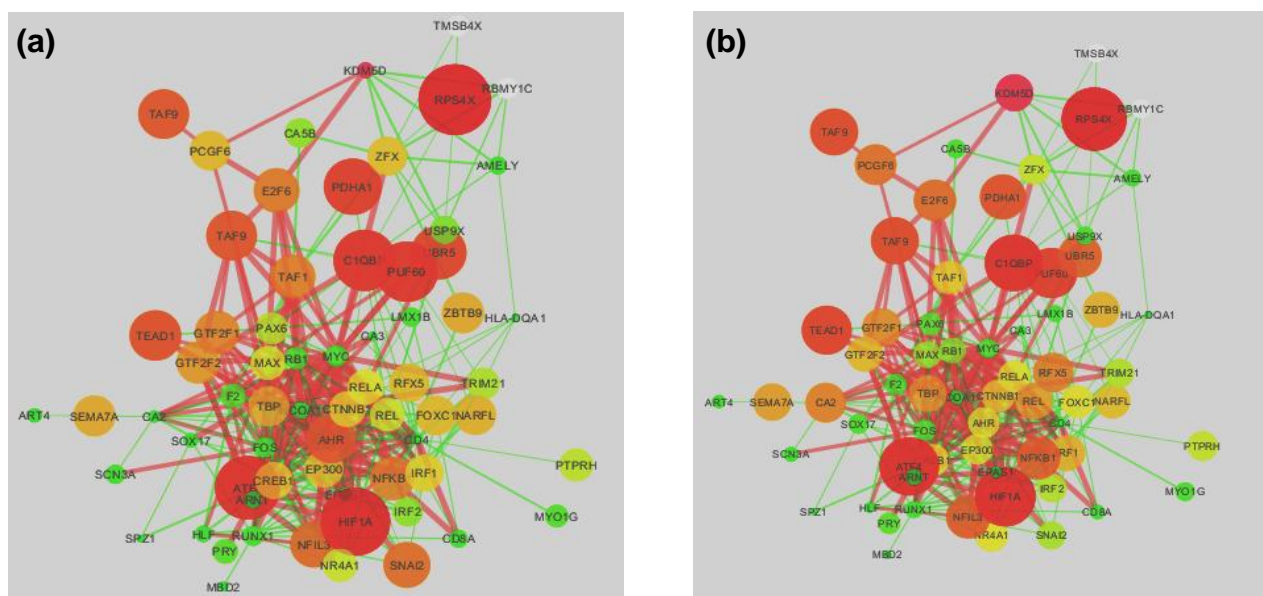 (a)
TMSB4X
KDM5D
RBMY1C
RPS4X
TAF9
CA5B
PCGF6
ZFX
AMELY
E2F6
PDHA1
USP9X
TAF9
UBR5
C1QBP
PUF60
TAF1
ZBTB9
LMX1B
HLA-DQA1
TEAD1
GTF2F1
PAX6
CA3
MYC
GTF2F2
MAX
RB1
RELA
RFX5
TRIM21
F2
TBP
COA1
CTNNB1
REL
FOXC1
NARFL
ART4
SEMA7A
CA2
SOX17
FOS
AHR
CD4
PTPRH
SCN3A
EP300
IRF1
CREB1
NFKB
ARNT
IRF2
MYO1G
HIF1A
SPZ1
HLF
RUNX1
CD8A
PRY
NFIL3
NR4A1
SNAI2
MBD2
(b)
TMSB4X
KDM5D
RBMY1C
RPS4X
TAF9
CA5B
PCGF6
ZFX
AMELY
E2F6
PDHA1
USP9X
TAF9
UBR5
C1QBP
TAF1
ZBTB9
LMX1B
HLA-DQA1
TEAD1
GTF2F1
PAX6
CA3
MYC
GTF2F2
MAX
RB1
RELA
RFX5
TRIM21
F2
TBP
COA1
CTNNB1
REL
FOXC1
NARFL
ART4
SEMA7A
CA2
SOX17
FOS
AHR
CD4
PTPRH
SCN3A
EP300
NFKB1
ATF4
ARNT
EPAS1
IRF2
MYO1G
HIF1A
SPZ1
HLF
RUNX1
CD8A
PRY
NFIL3
NR4A1
SNAI2
MBD2